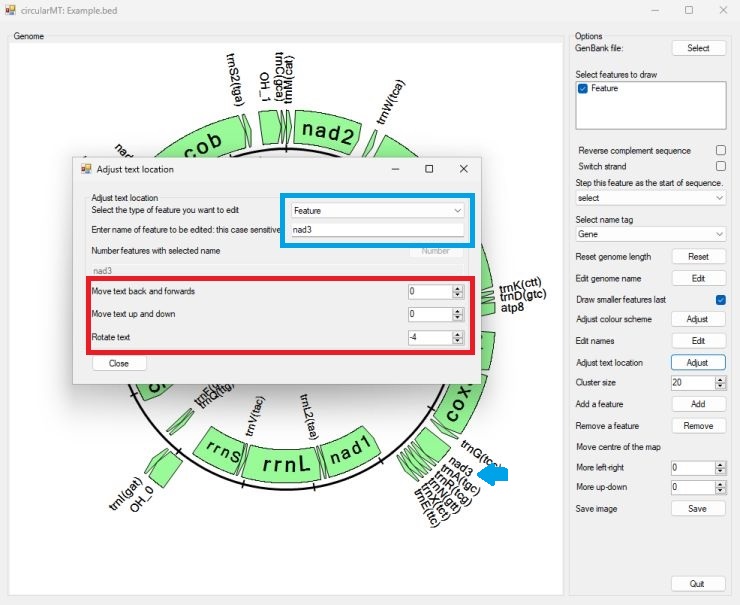 circularMT: Example.bed
Genome
trnS2(tga)
OH_1
trnC(gca)
trnM(cat)
trnW(tca)
cob
nad2
Adjust text location
Adjust text location
Select the type of feature you want to edit
Feature
Enter name of feature to be edited: this case sensitive
nad3
Number features with selected name
Number
nad3
Move text back and forwards
0
Move text up and down
0
Rotate text
-4
Close
trnK(ctt)
trnD(gtc)
atp8
trnV(tac)
trnL2(taa)
rrnS
rrnL
nad1
trnI(gat)
OH_0
nad3
trnA(tgc)
trnR(tcg)
trnN(gtt)
trnX(tct)
trnE(ttc)
Options
GenBank file:
Select
Select features to draw
Feature
Reverse complement sequence
Switch strand
Step this feature as the start of sequence.
select
Select name tag
Gene
Reset genome length
Reset
Edit genome name
Edit
Draw smaller features last
Adjust colour scheme
Adjust
Edit names
Edit
Adjust text location
Adjust
Cluster size
20
Add a feature
Add
Remove a feature
Remove
Move centre of the map
More left-right
0
More up-down
0
Save image
Save
Quit